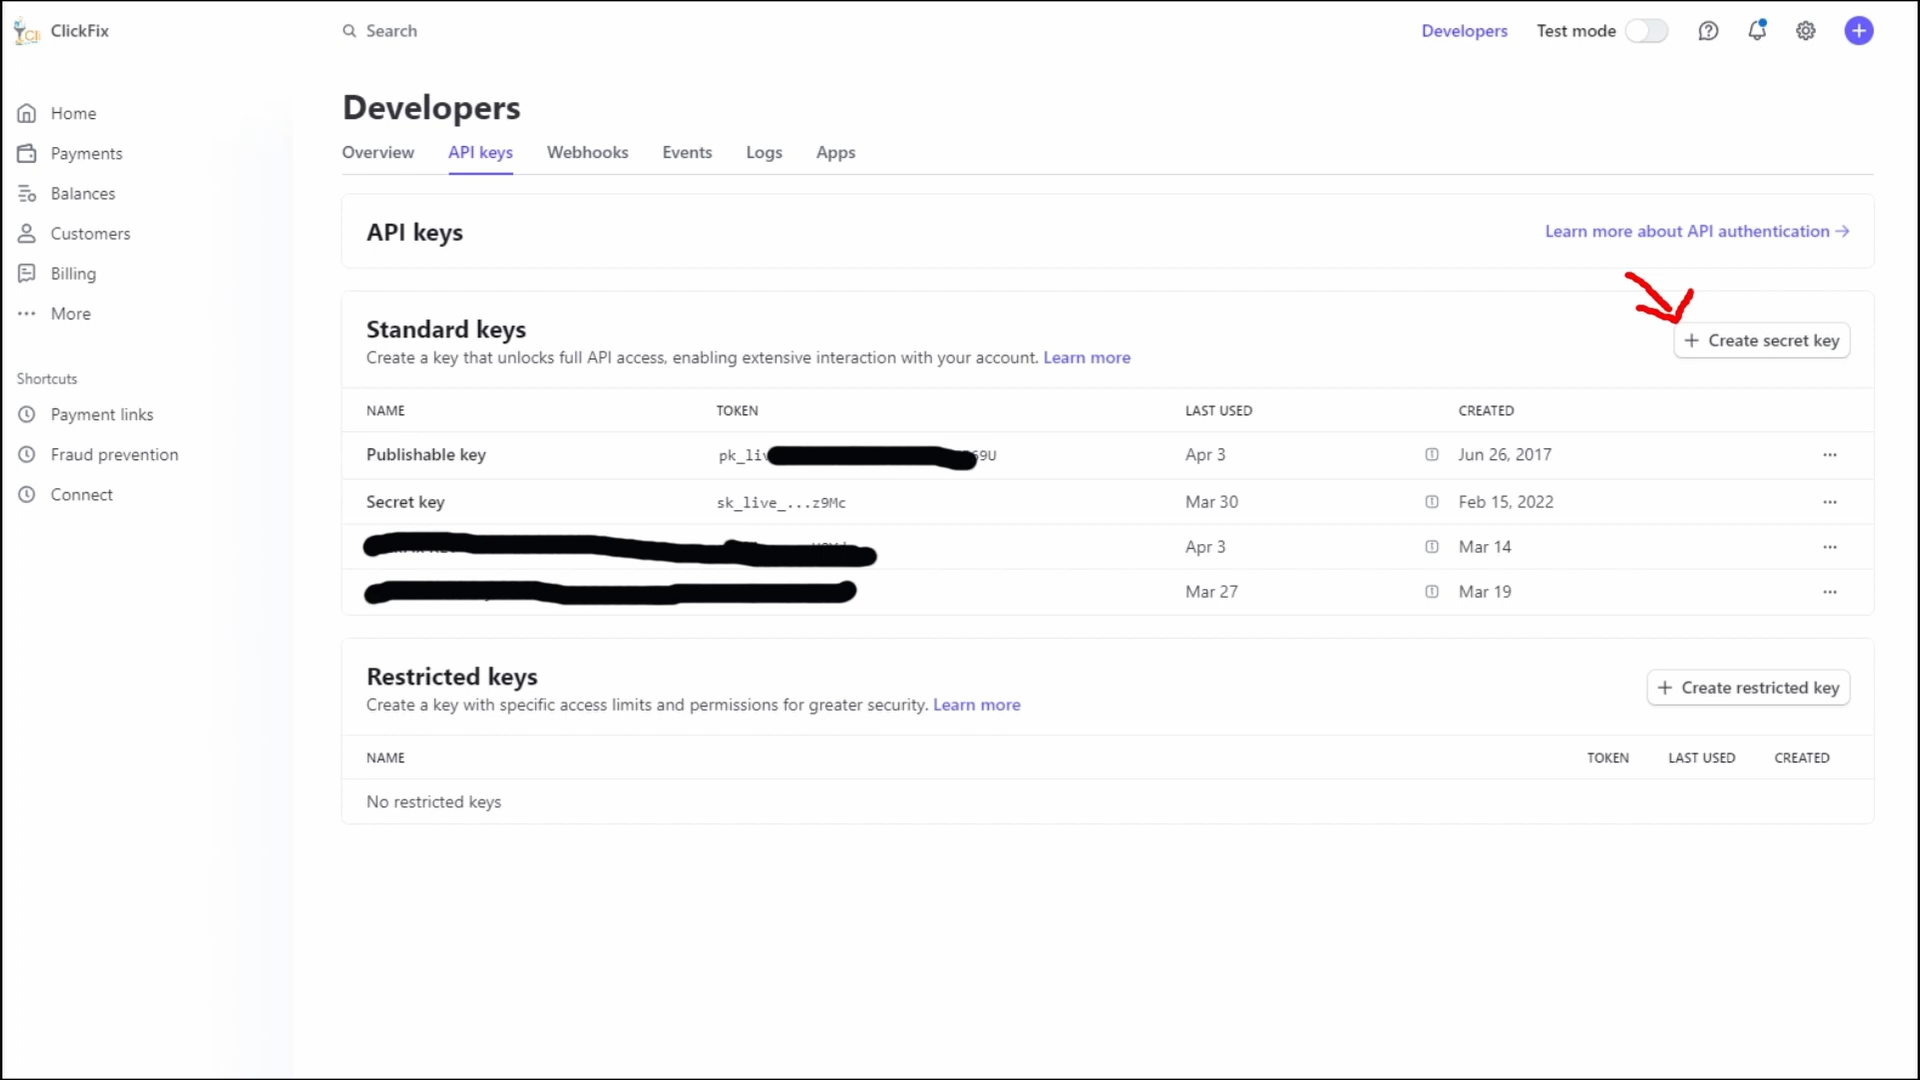 ClickFix
Search
Developers
Test mode
Home
Payments
Balances
Customers
Billing
More
Shortcuts
Payment links
Fraud prevention
Connect
Developers
Overview API keys Webhooks Events Logs Apps
API keys
Learn more about API authentication →
Standard keys
Create a key that unlocks full API access, enabling extensive interaction with your account. Learn more
+ Create secret key
NAME TOKEN LAST USED CREATED
Publishable key pk_li 69U Apr 3 Jun 26, 2017
Secret key sk_live_...z9Mc Mar 30 Feb 15, 2022
Apr 3 Mar 14
Mar 27 Mar 19
Restricted keys
Create a key with specific access limits and permissions for greater security. Learn more
+ Create restricted key
NAME TOKEN LAST USED CREATED
No restricted keys